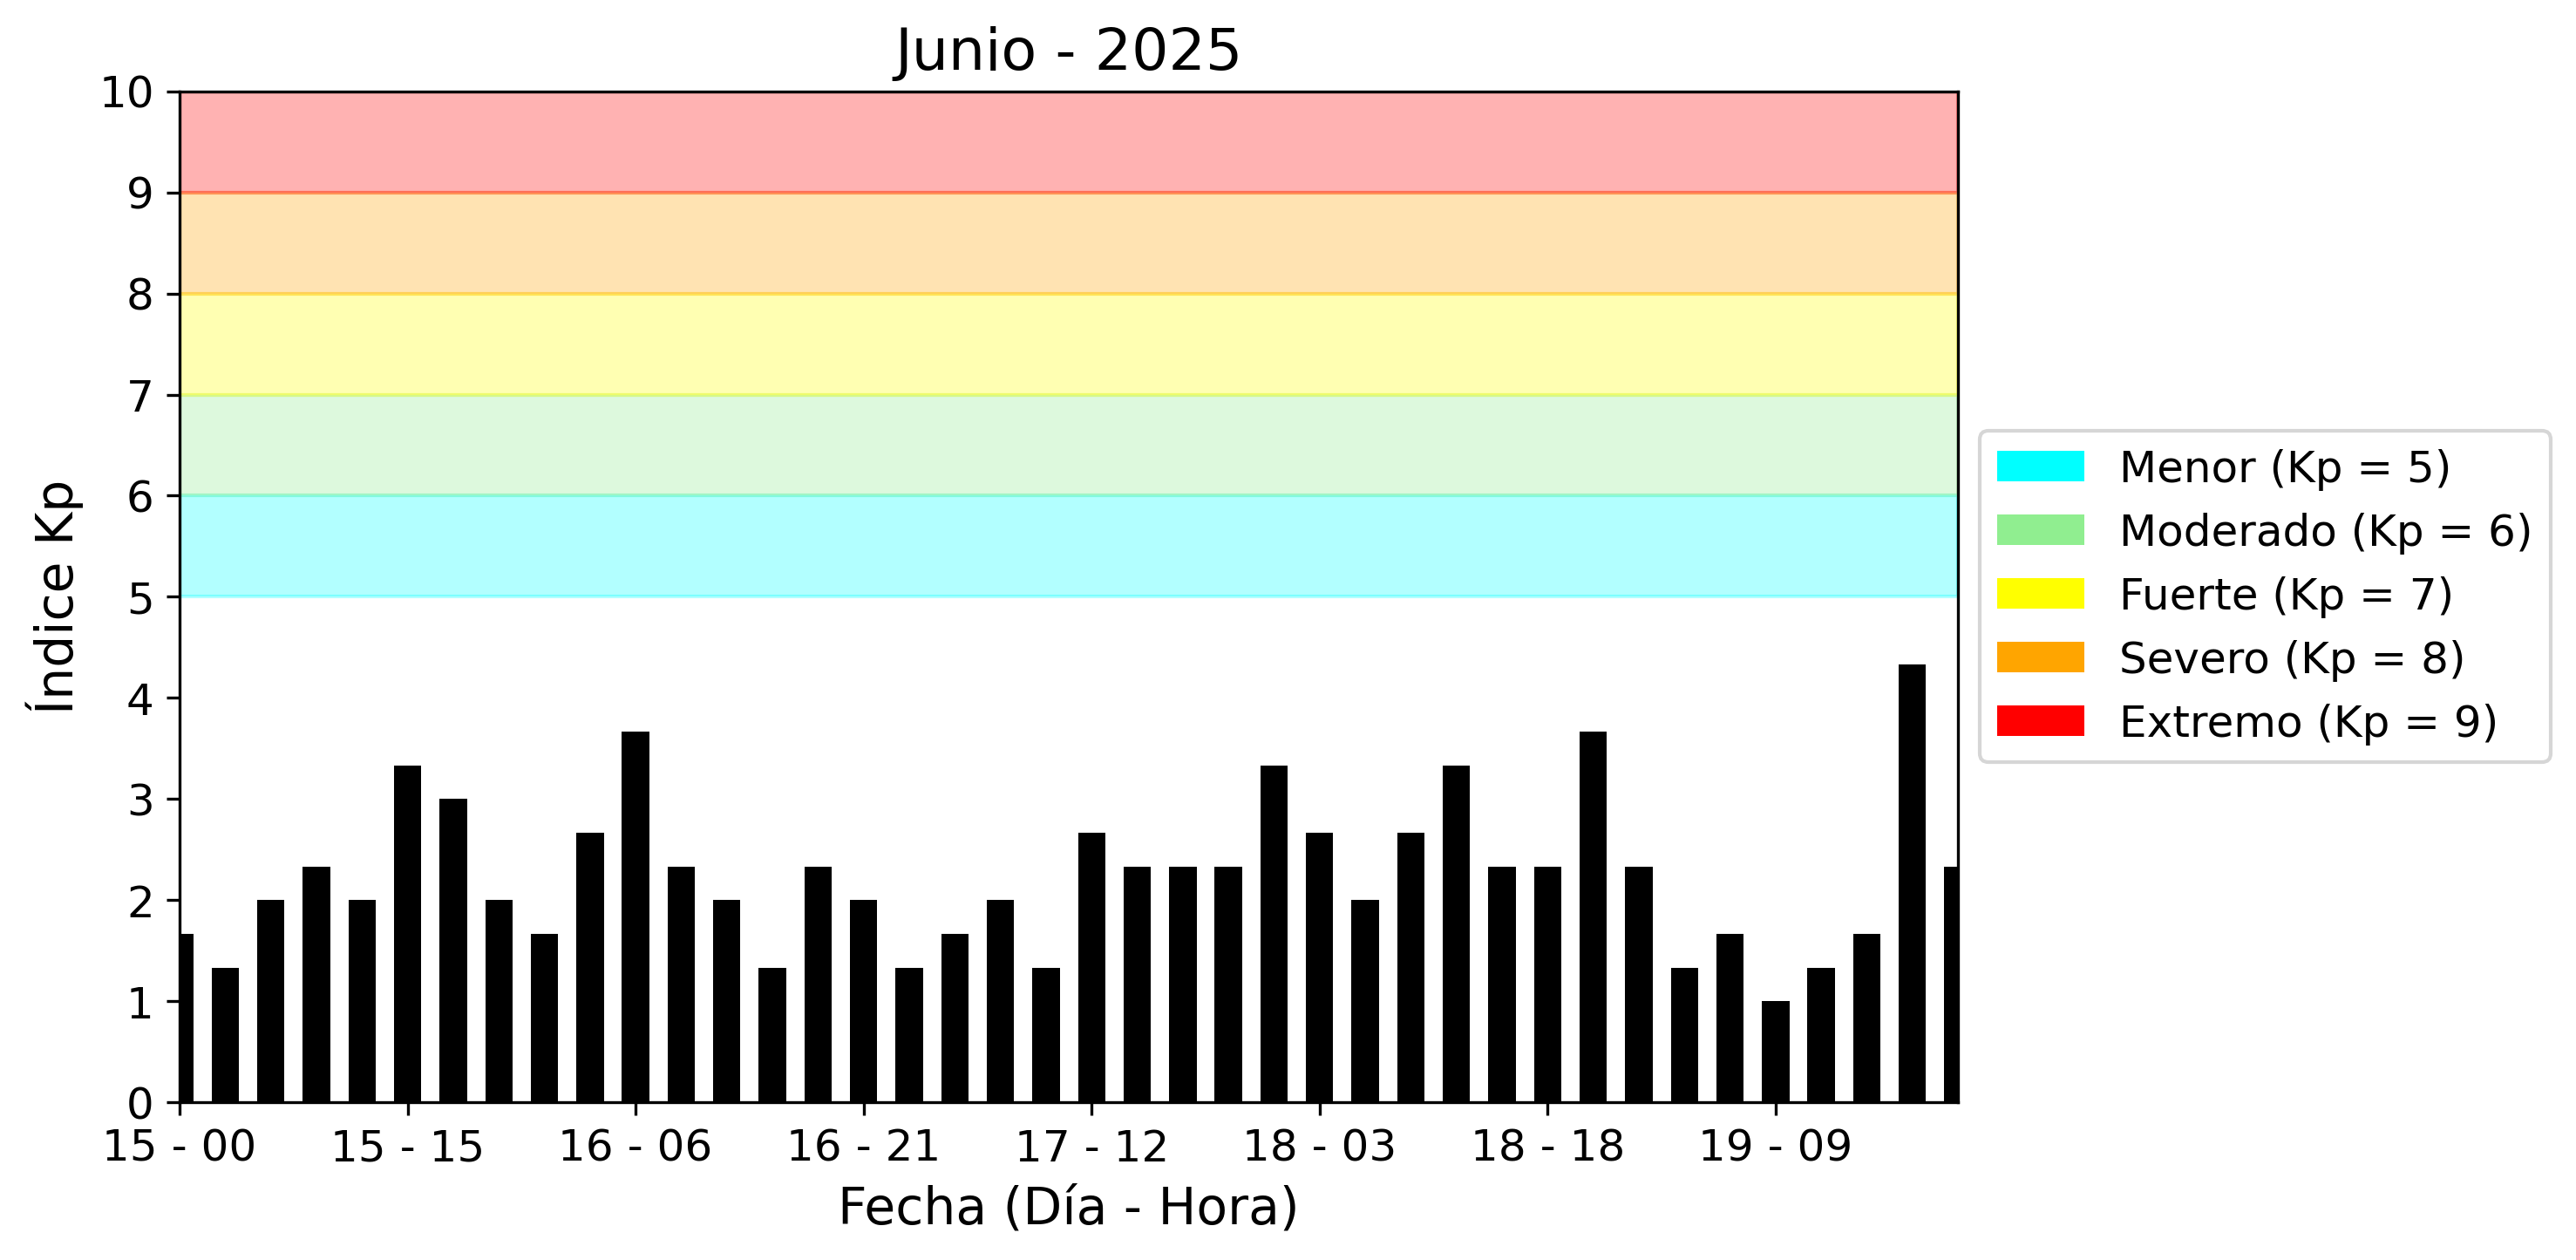 Junio - 2025
10
9
8
7
6
5
4
3
2
1
0
Índice Kp
15 - 00 15 - 15 16 - 06 16 - 21 17 - 12 18 - 03 18 - 18 19 - 09
Fecha (Día - Hora)
Menor (Kp = 5)
Moderado (Kp = 6)
Fuerte (Kp = 7)
Severo (Kp = 8)
Extremo (Kp = 9)